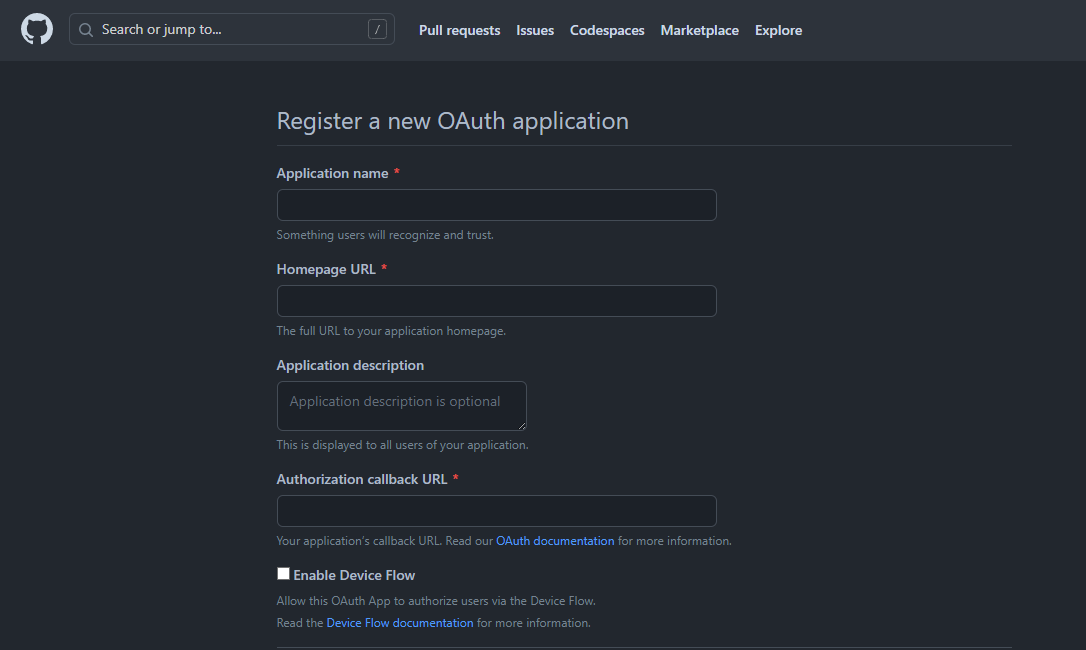 Search or jump to... /
Pull requests Issues Codespaces Marketplace Explore
Register a new OAuth application
Application name *
Something users will recognize and trust.
Homepage URL *
The full URL to your application homepage.
Application description
Application description is optional
This is displayed to all users of your application.
Authorization callback URL *
Your application's callback URL. Read our OAuth documentation for more information.
Enable Device Flow
Allow this OAuth App to authorize users via the Device Flow.
Read the Device Flow documentation for more information.